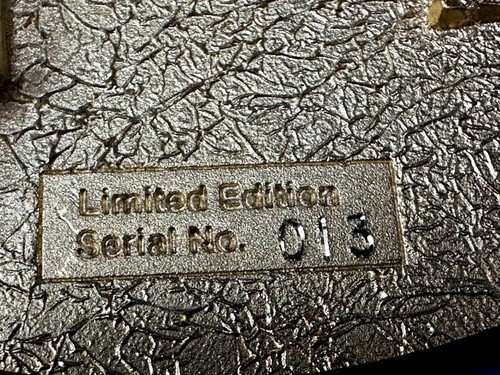 Limited Edition
Serial No. 013